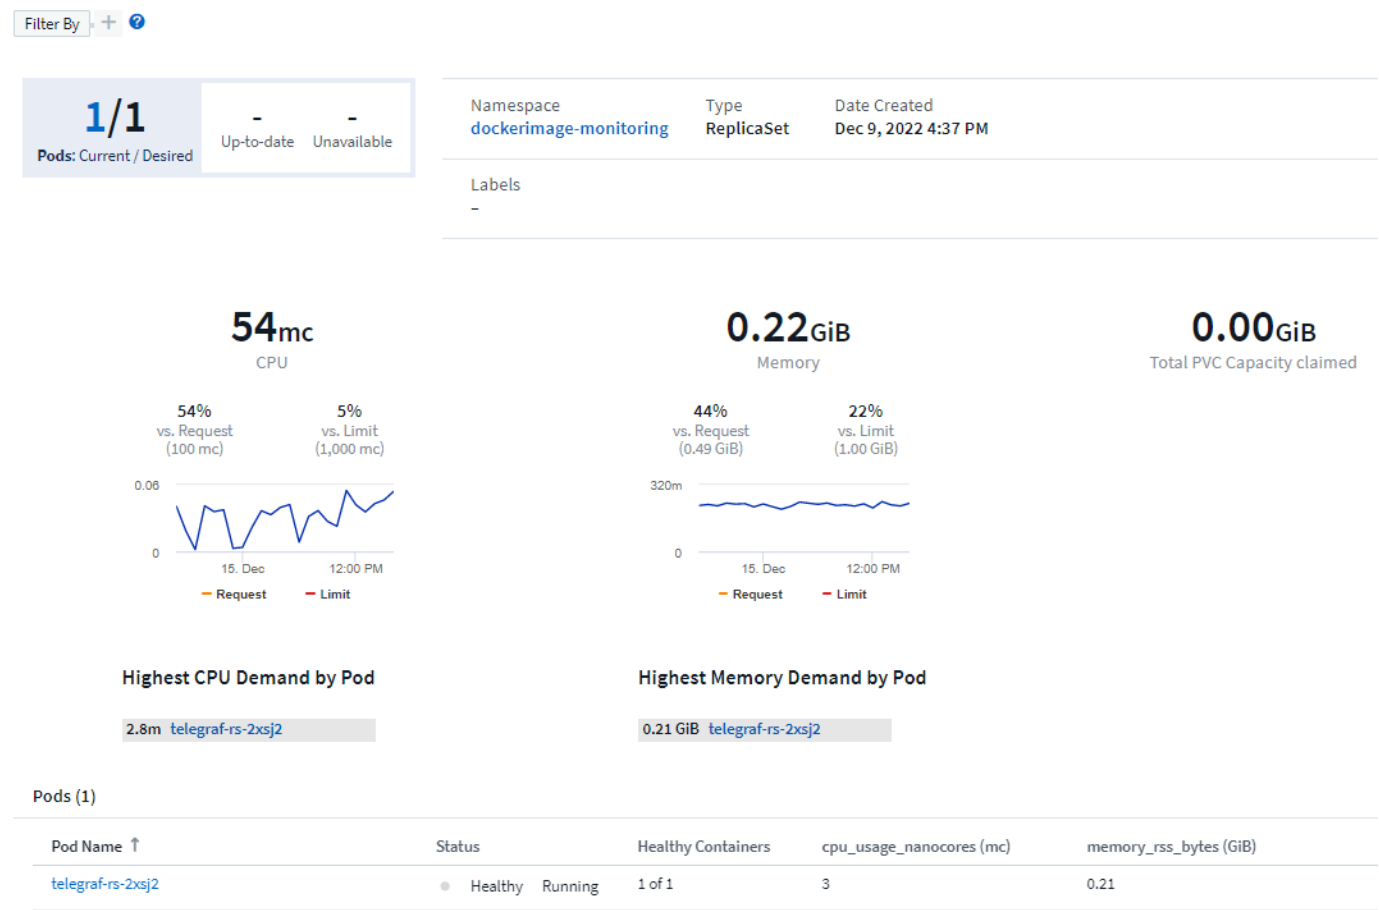 Filter By + ?
1/1
Pods: Current / Desired
-
Up-to-date
-
Unavailable
Namespace
dockerimage-monitoring
Type
ReplicaSet
Date Created
Dec 9, 2022 4:37 PM
Labels
–
54mc
CPU
54%
vs. Request
(100 mc)
5%
vs. Limit
(1,000 mc)
0.06
0
15. Dec 12:00 PM
Request Limit
0.22GiB
Memory
44%
vs. Request
(0.49 GiB)
22%
vs. Limit
(1.00 GiB)
320m
0
15. Dec 12:00 PM
Request Limit
0.00GiB
Total PVC Capacity claimed
Highest CPU Demand by Pod
2.8m telegraf-rs-2xsj2
Highest Memory Demand by Pod
0.21 GiB telegraf-rs-2xsj2
Pods (1)
Pod Name ↑ Status Healthy Containers cpu_usage_nanocores (mc) memory_rss_bytes (GiB)
telegraf-rs-2xsj2 Healthy Running 1 of 1 3 0.21